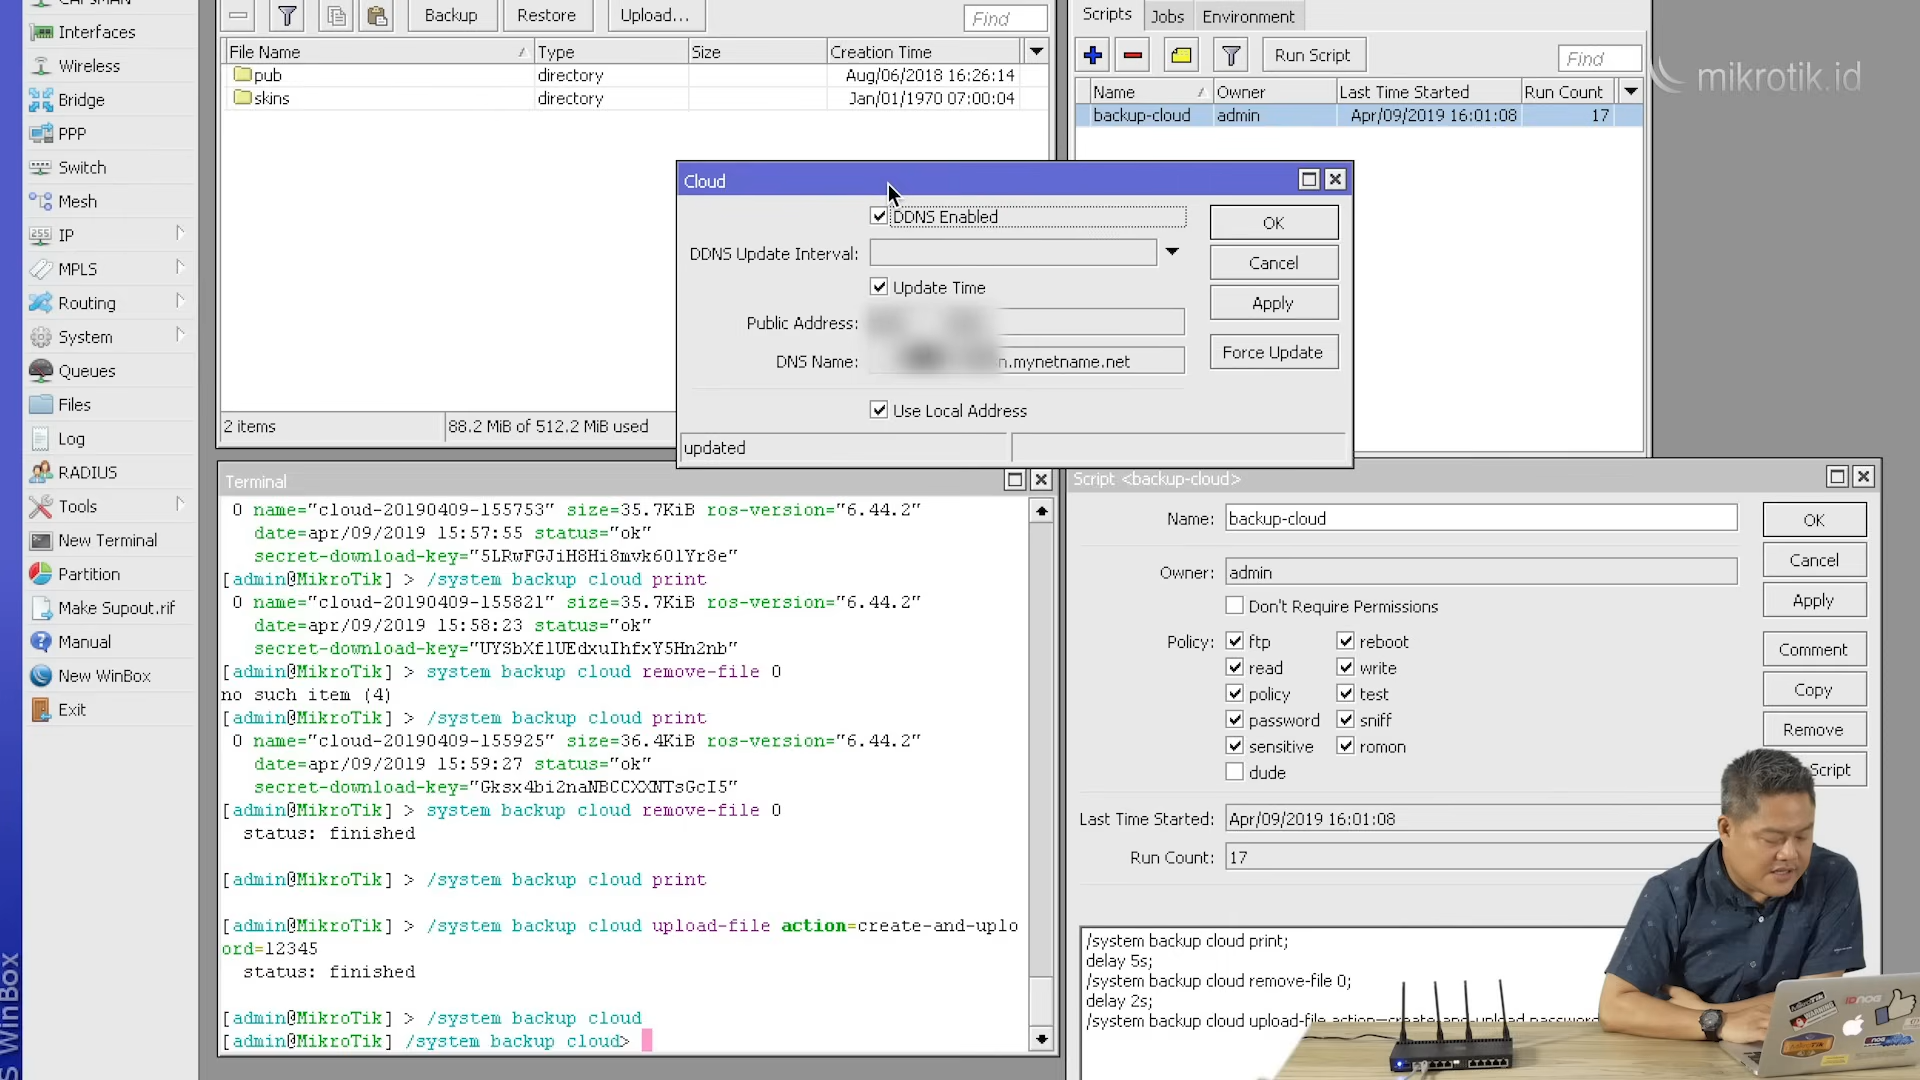 CAPsMAN
Interfaces
Wireless
Bridge
PPP
Switch
Mesh
255 IP
MPLS
Routing
System
Queues
Files
Log
RADIUS
Tools
New Terminal
Partition
Make Supout.rif
Manual
New WinBox
Exit
S WinBox
Backup
Restore
Upload...
Find
File Name
Type
Size
Creation Time
pub
directory
Aug/06/2018 16:26:14
skins
directory
Jan/01/1970 07:00:04
2 items
88.2 MiB of 512.2 MiB used
Scripts
Jobs
Environment
Run Script
Find
Name
Owner
Last Time Started
Run Count
backup-cloud
admin
Apr/09/2019 16:01:08
17
mikrotik.id
Cloud
DDNS Enabled
DDNS Update Interval:
Update Time
Public Address:
DNS Name:
n.mynetname.net
Use Local Address
updated
OK
Cancel
Apply
Force Update
Terminal
0 name="cloud-20190409-155753" size=35.7KiB ros-version="6.44.2"
date=apr/09/2019 15:57:55 status="ok"
secret-download-key="5LRwFGJiH8Hi8mvk6OlYr8e"
[admin@MikroTik] > /system backup cloud print
0 name="cloud-20190409-155821" size=35.7KiB ros-version="6.44.2"
date=apr/09/2019 15:58:23 status="ok"
secret-download-key="UYSbXflUEdxuIhfxY5Hn2nb"
[admin@MikroTik] > system backup cloud remove-file 0
no such item (4)
[admin@MikroTik] > /system backup cloud print
0 name="cloud-20190409-155925" size=36.4KiB ros-version="6.44.2"
date=apr/09/2019 15:59:27 status="ok"
secret-download-key="Gksx4bi2naNBCCXXNTsGcI5"
[admin@MikroTik] > system backup cloud remove-file 0
status: finished
[admin@MikroTik] > /system backup cloud print
[admin@MikroTik] > /system backup cloud upload-file action=create-and-uplo
ord=12345
status: finished
[admin@MikroTik] > /system backup cloud
[admin@MikroTik] /system backup cloud>
Script <backup-cloud>
Name:
backup-cloud
Owner:
admin
Don't Require Permissions
Policy:
ftp
reboot
read
write
policy
test
password
sniff
sensitive
romon
dude
Last Time Started:
Apr/09/2019 16:01:08
Run Count:
17
OK
Cancel
Apply
Comment
Copy
Remove
Script
/system backup cloud print;
delay 5s;
/system backup cloud remove-file 0;
delay 2s;
/system backup cloud upload-file action=create-and-upload password